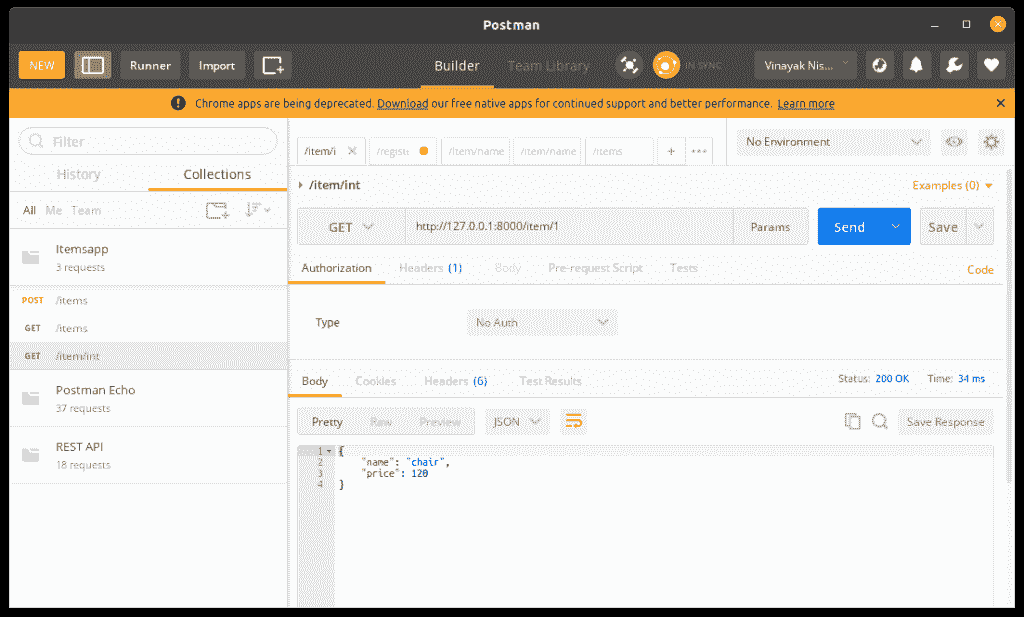 Postman
NEW Runner Import Builder Team Library IN SYNC Vinayak Nis...
Chrome apps are being deprecated. Download our free native apps for continued support and better performance. Learn more
Filter
History Collections
All Me Team
Itemsapp
3 requests
POST /items
GET /items
GET /item/int
Postman Echo
37 requests
REST API
18 requests
/item/i /registe /item/name /item/name /items + ••• No Environment
/item/int Examples (0)
GET http://127.0.0.1:8000/item/1 Params Send Save
Authorization Headers (1) Body Pre-request Script Tests Code
Type No Auth
Body Cookies Headers (6) Test Results Status: 200 OK Time: 34 ms
Pretty Raw Preview JSON Save Response
1 {
2 "name": "chair",
3 "price": 120
4 }